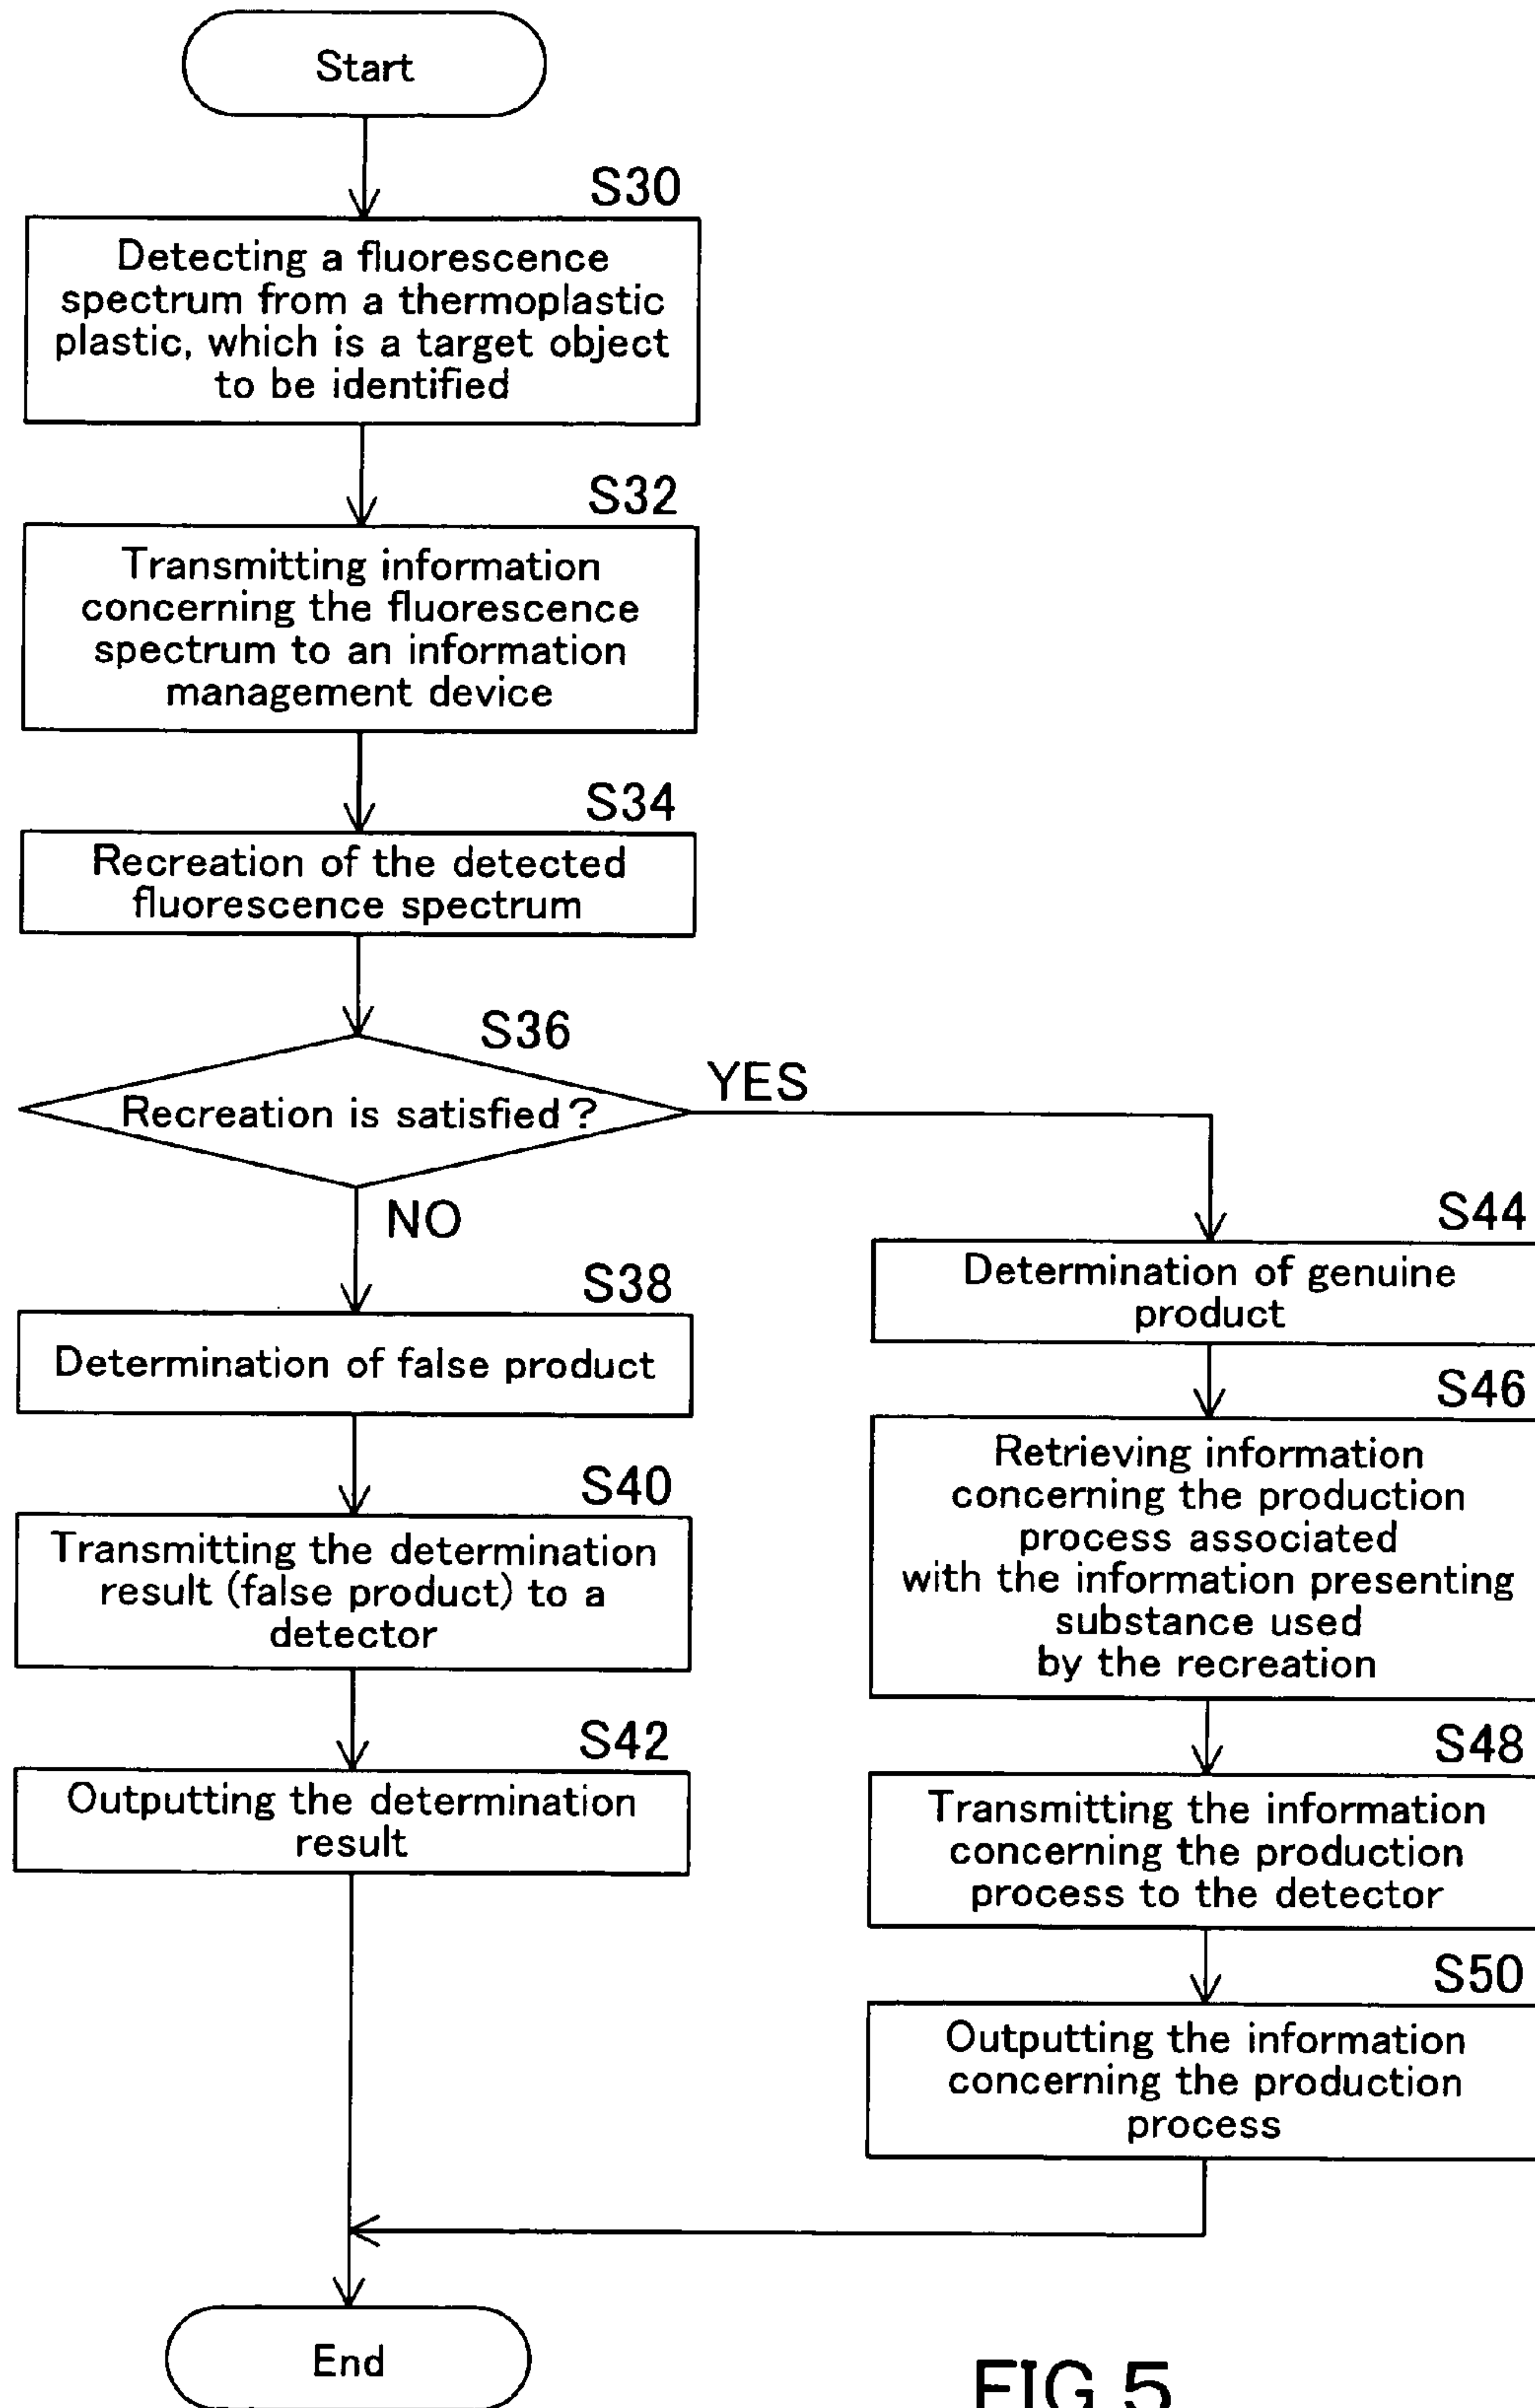 Start
S30
Detecting a fluorescence
spectrum from a thermoplastic
plastic, which is a target object
to be identified
S32
Transmitting information
concerning the fluorescence
spectrum to an information
management device
S34
Recreation of the detected
fluorescence spectrum
S36
Recreation is satisfied?
YES
NO
S38
Determination of false product
S40
Transmitting the determination
result (false product) to a
detector
S42
Outputting the determination
result
S44
Determination of genuine
product
S46
Retrieving information
concerning the production
process associated
with the information presenting
substance used
by the recreation
S48
Transmitting the information
concerning the production
process to the detector
S50
Outputting the information
concerning the production
process
End
FIG.5